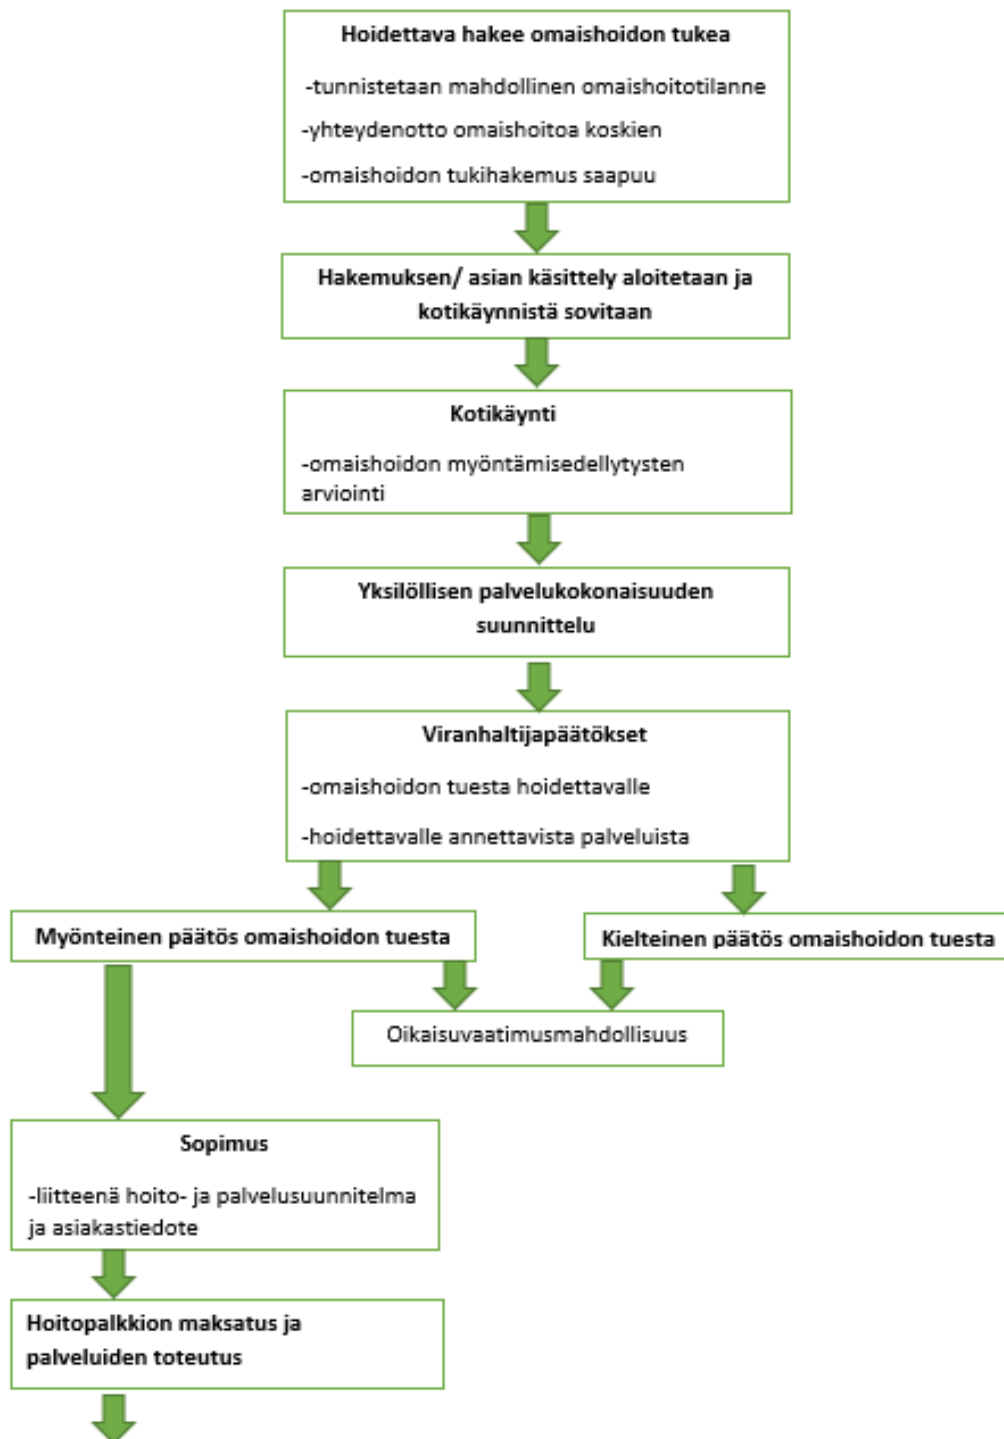 Hoidettava hakee omaishoidon tukea
-tunnistetaan mahdollinen omaishoitotilanne
-yhteydenotto omaishoitoa koskien
-omaishoidon tukihakemus saapuu
Hakemuksen/ asian käsittely aloitetaan ja
kotikäynnistä sovitaan
Kotikäynti
-omaishoidon myöntämisedellytysten
arviointi
Yksilöllisen palvelukokonaisuuden
suunnittelu
Viranhaltijapäätökset
-omaishoidon tuesta hoidettavalle
-hoidettavalle annettavista palveluista
Myönteinen päätös omaishoidon tuesta
Kielteinen päätös omaishoidon tuesta
Oikaisuvaatimusmahdollisuus
Sopimus
-liitteenä hoito- ja palvelusuunnitelma
ja asiakastiedote
Hoitopalkkion maksatus ja
palveluiden toteutus